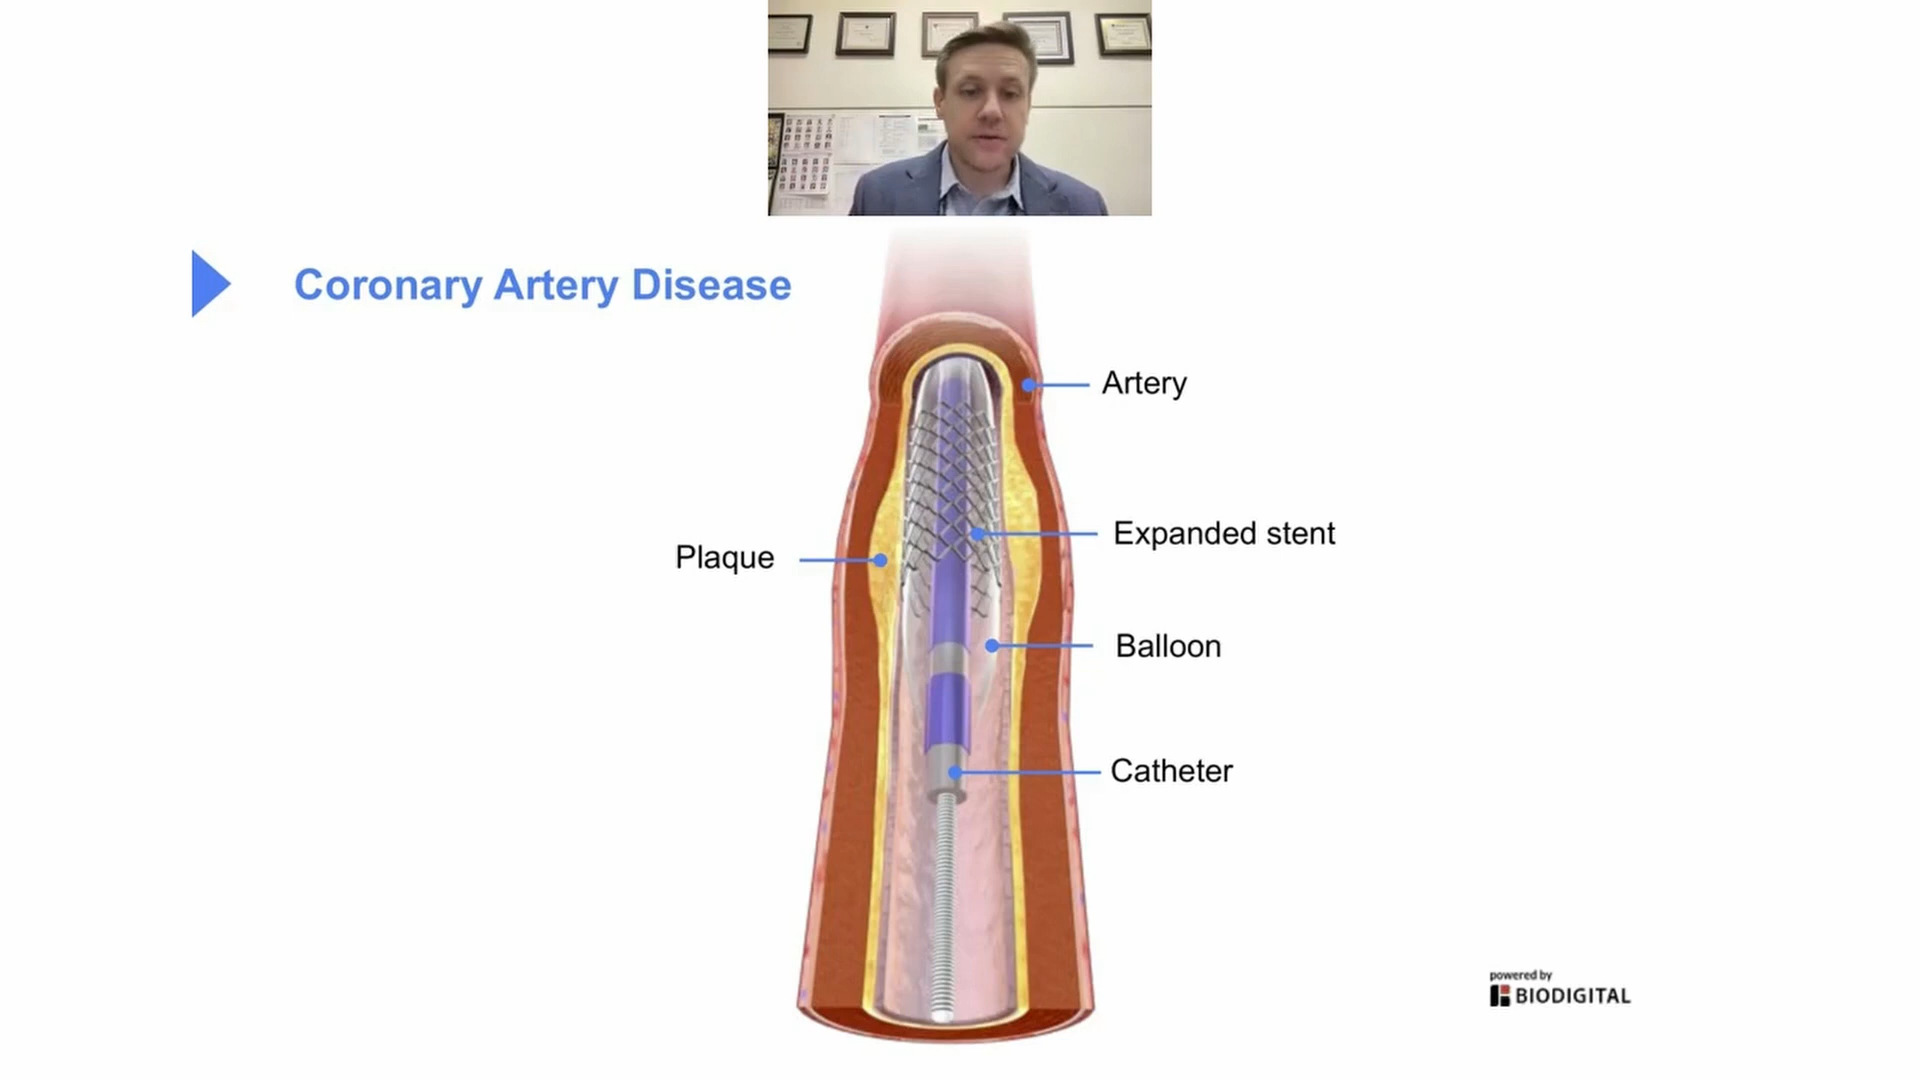 Coronary Artery Disease
Artery
Expanded stent
Plaque
Balloon
Catheter
powered by
BIODIGITAL